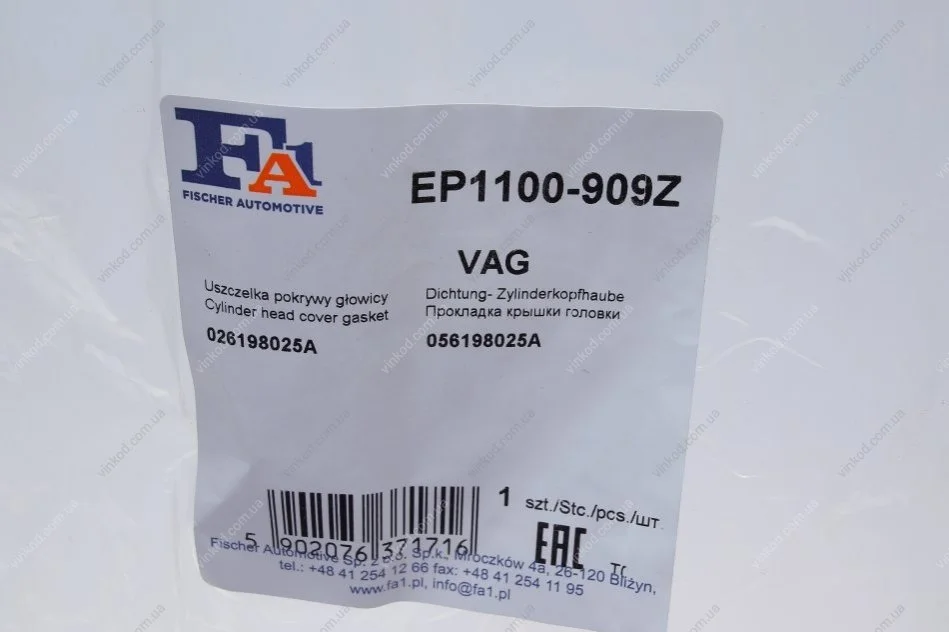 FA1
FISCHER AUTOMOTIVE
EP1100-909Z
VAG
Uszczelka pokrywy głowicy
Cylinder head cover gasket
026198025A
Dichtung- Zylinderkopfhaube
Прокладка крышки головки
056198025A
1 szt./Stc./pcs./шт.
EAC
TC
5 902076 371716
Fischer Automotive Sp. z o.o. Sp.k., Mroczków 4a, 26-120 Bliżyn,
tel.: +48 41 254 12 66 fax: +48 41 254 11 95
www.fa1.pl, info@fa1.pl
vinkod.com.ua